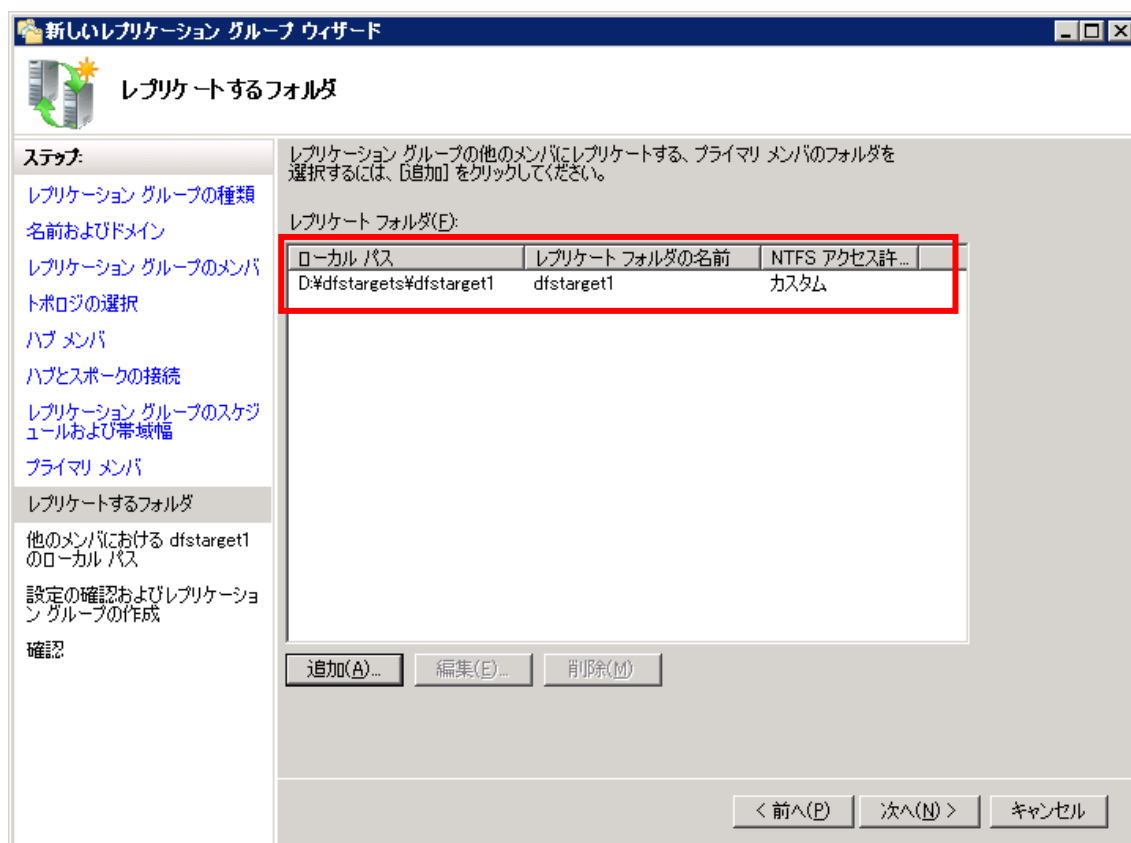 新しいレプリケーション グループ ウィザード
レプリケートするフォルダ
ステップ:
レプリケーション グループの種類
名前およびドメイン
レプリケーション グループのメンバ
トポロジの選択
ハブ メンバ
ハブとスポークの接続
レプリケーション グループのスケジ
ュールおよび帯域幅
プライマリ メンバ
レプリケートするフォルダ
他のメンバにおける dfstarget1
のローカル パス
設定の確認およびレプリケーショ
ン グループの作成
確認
レプリケーション グループの他のメンバにレプリケートする、プライマリ メンバのフォルダを
選択するには、[追加] をクリックしてください。
レプリケート フォルダ(F):
ローカル パス レプリケート フォルダの名前 NTFS アクセス許...
D:¥dfstargets¥dfstarget1 dfstarget1 カスタム
追加(A)... 編集(E)... 削除(M)
< 前へ(P) 次へ(N) > キャンセル